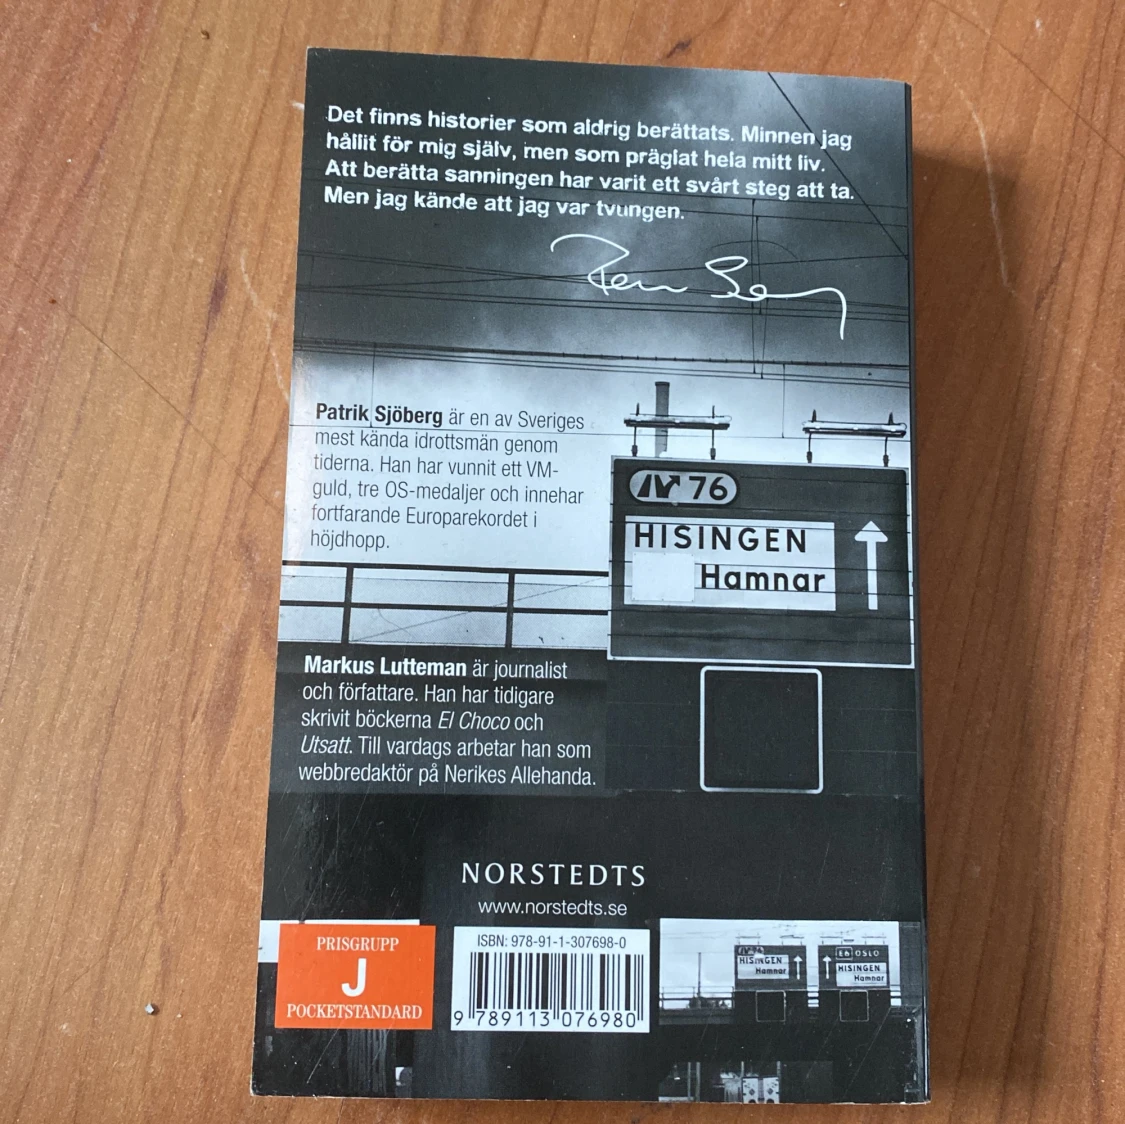 Det finns historier som aldrig berättats. Minnen jag
hållit för mig själv, men som präglat hela mitt liv.
Att berätta sanningen har varit ett svårt steg att ta.
Men jag kände att jag var tvungen.
Patrik Sjöberg är en av Sveriges
mest kända idrottsmän genom
tiderna. Han har vunnit ett VM-
guld, tre OS-medaljer och innehar
fortfarande Europarekordet i
höjdhopp.
76
HISINGEN
Hamnar
Markus Lutteman är journalist
och författare. Han har tidigare
skrivit böckerna El Choco och
Utsatt. Till vardags arbetar han som
webbredaktör på Nerikes Allehanda.
NORSTEDTS
www.norstedts.se
PRISGRUPP
J
POCKETSTANDARD
ISBN: 978-91-1-307698-0
9 789113 076980
HISINGEN
Hamnar
E6 OSLO
HISINGEN
Hamnar